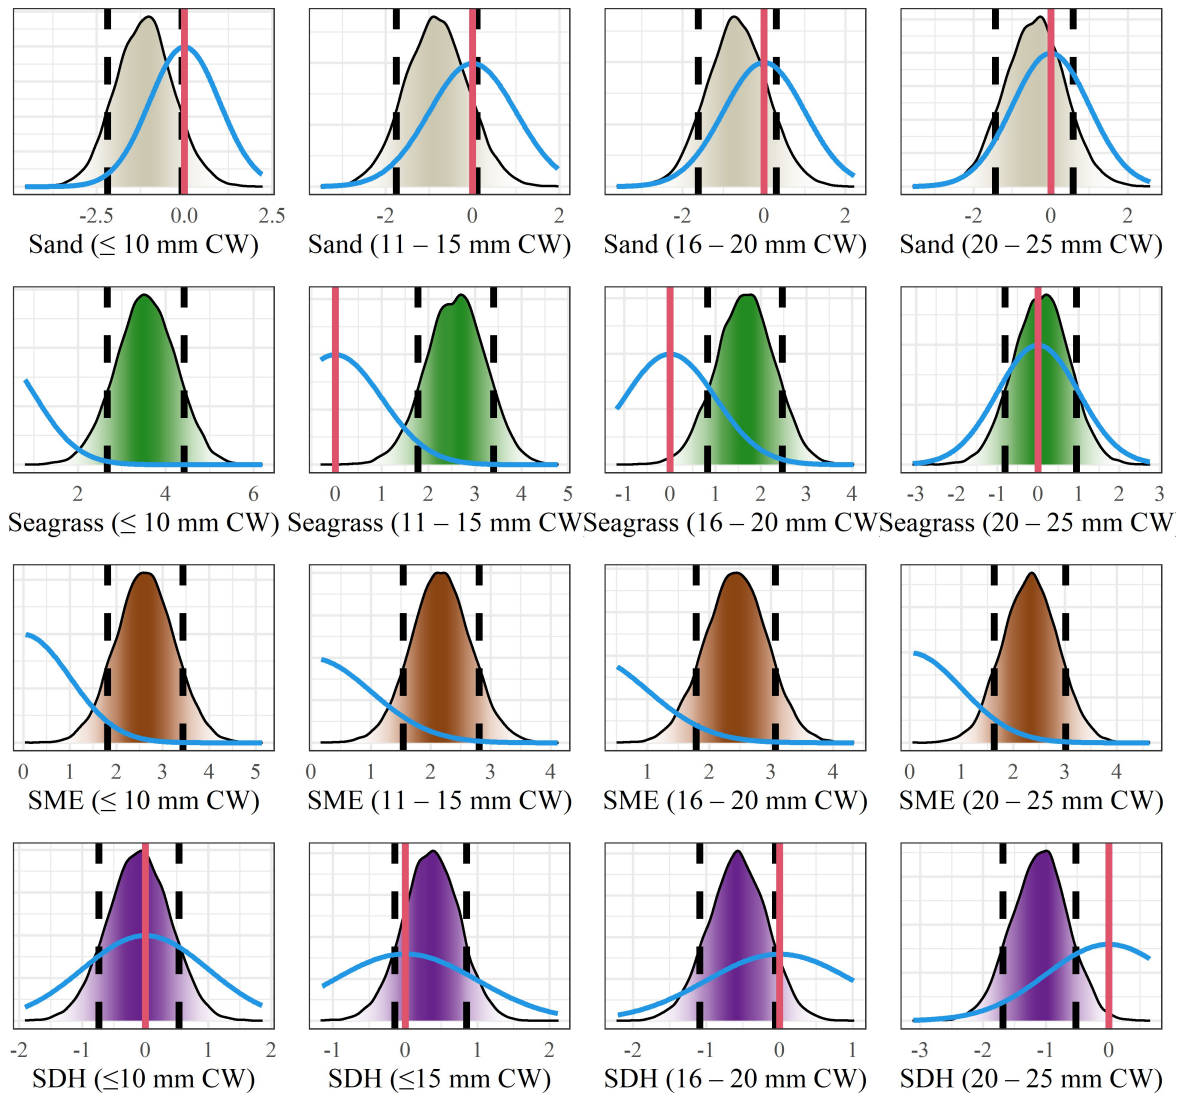 -2.5 0.0 2.5 -2 0 2 -2 0 2 -2 0 2
Sand (≤ 10 mm CW) Sand (11 – 15 mm CW) Sand (16 – 20 mm CW) Sand (20 – 25 mm CW)
2 4 6 0 1 2 3 4 5 -1 0 1 2 3 4 -3 -2 -1 0 1 2 3
Seagrass (≤ 10 mm CW) Seagrass (11 – 15 mm CW Seagrass (16 – 20 mm CW Seagrass (20 – 25 mm CW
0 1 2 3 4 5 0 1 2 3 4 1 2 3 4 0 1 2 3 4
SME (≤ 10 mm CW) SME (11 – 15 mm CW) SME (16 – 20 mm CW) SME (20 – 25 mm CW)
-2 -1 0 1 2 -1 0 1 2 -2 -1 0 1 -3 -2 -1 0
SDH (≤10 mm CW) SDH (≤15 mm CW) SDH (16 – 20 mm CW) SDH (20 – 25 mm CW)